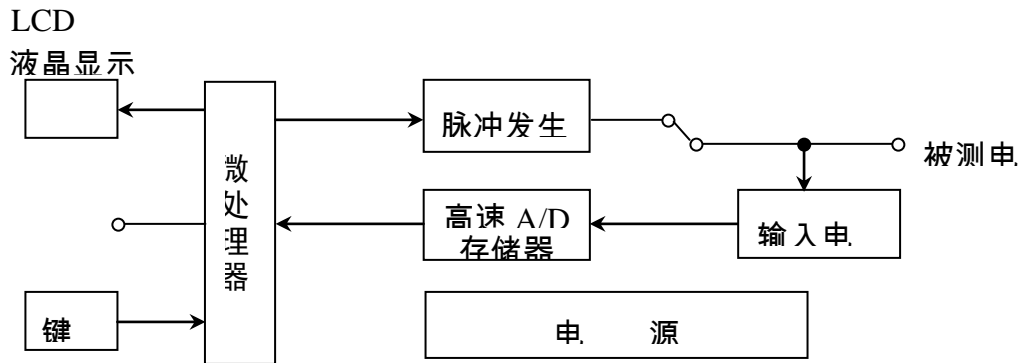 LCD
液晶显示
脉冲发生
微处理器
被测电
高速 A/D
存储器
输入电
键
电 源